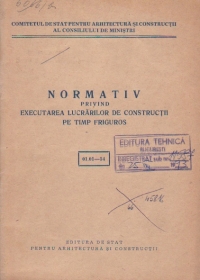 COMITETUL DE STAT PENTRU ARHITECTURĂ ȘI CONSTRUCȚII
AL CONSILIULUI DE MINIȘTRI
NORMATIV
PRIVIND
EXECUTAREA LUCRĂRILOR DE CONSTRUCȚII
PE TIMP FRIGUROS
EDITURA TEHNICĂ
BUCUREȘTI
EDITURA DE STAT
PENTRU ARHITECTURĂ ȘI CONSTRUCȚII